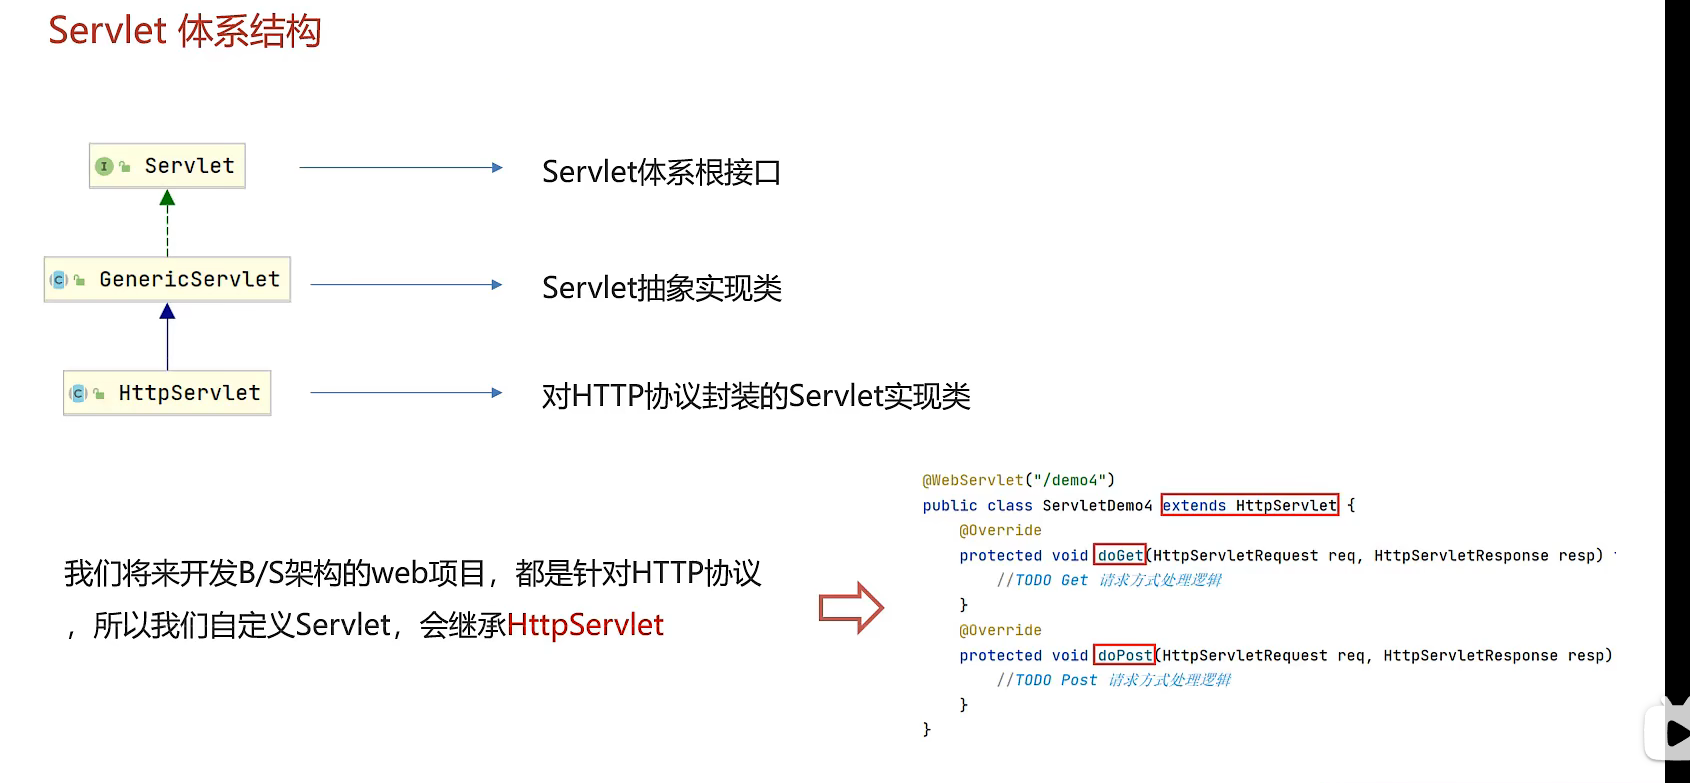 Servlet 体系结构
Servlet
Servlet体系根接口
GenericServlet
Servlet抽象实现类
HttpServlet
对HTTP协议封装的Servlet实现类
我们将来开发B/S架构的web项目，都是针对HTTP协议
，所以我们自定义Servlet，会继承HttpServlet
@WebServlet("/demo4")
public class ServletDemo4 extends HttpServlet {
@Override
protected void doGet(HttpServletRequest req, HttpServletResponse resp)
//TODO Get 请求方式处理逻辑
}
@Override
protected void doPost(HttpServletRequest req, HttpServletResponse resp)
//TODO Post 请求方式处理逻辑
}
}